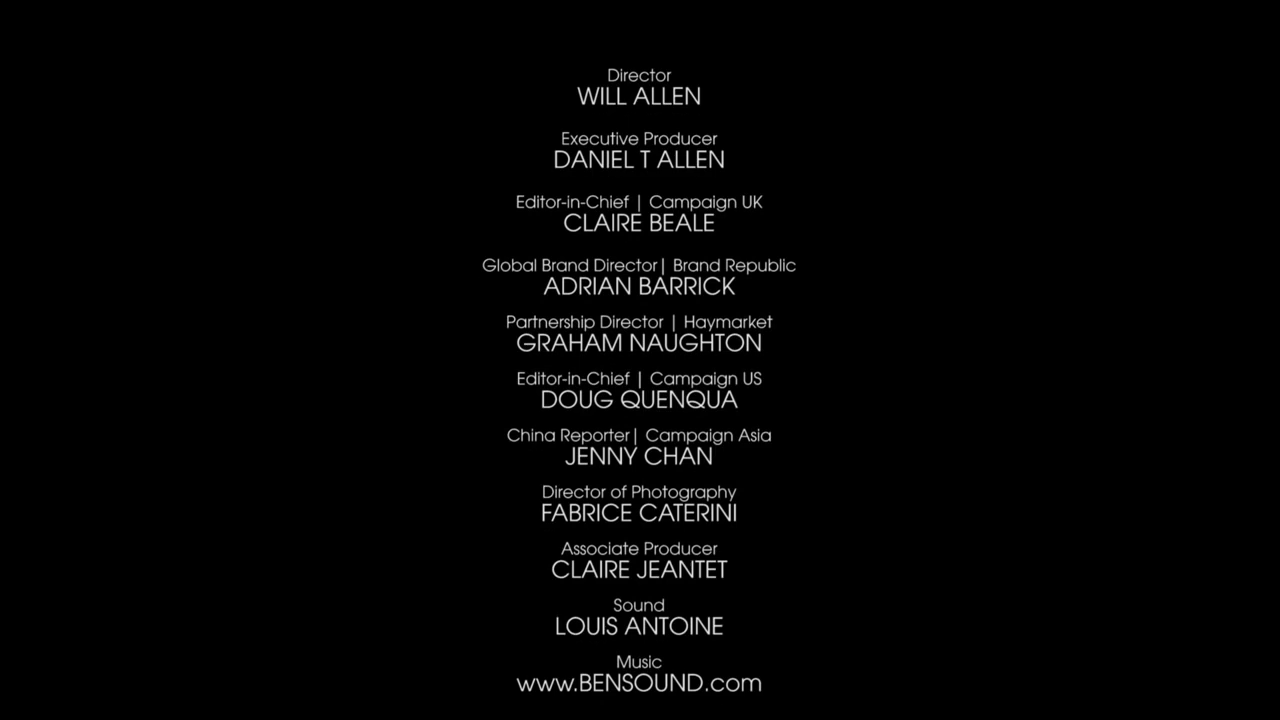 Director
WILL ALLEN
Executive Producer
DANIEL T ALLEN
Editor-in-Chief | Campaign UK
CLAIRE BEALE
Global Brand Director| Brand Republic
ADRIAN BARRICK
Partnership Director | Haymarket
GRAHAM NAUGHTON
Editor-in-Chief | Campaign US
DOUG QUENQUA
China Reporter| Campaign Asia
JENNY CHAN
Director of Photography
FABRICE CATERINI
Associate Producer
CLAIRE JEANTET
Sound
LOUIS ANTOINE
Music
www.BENSOUND.com